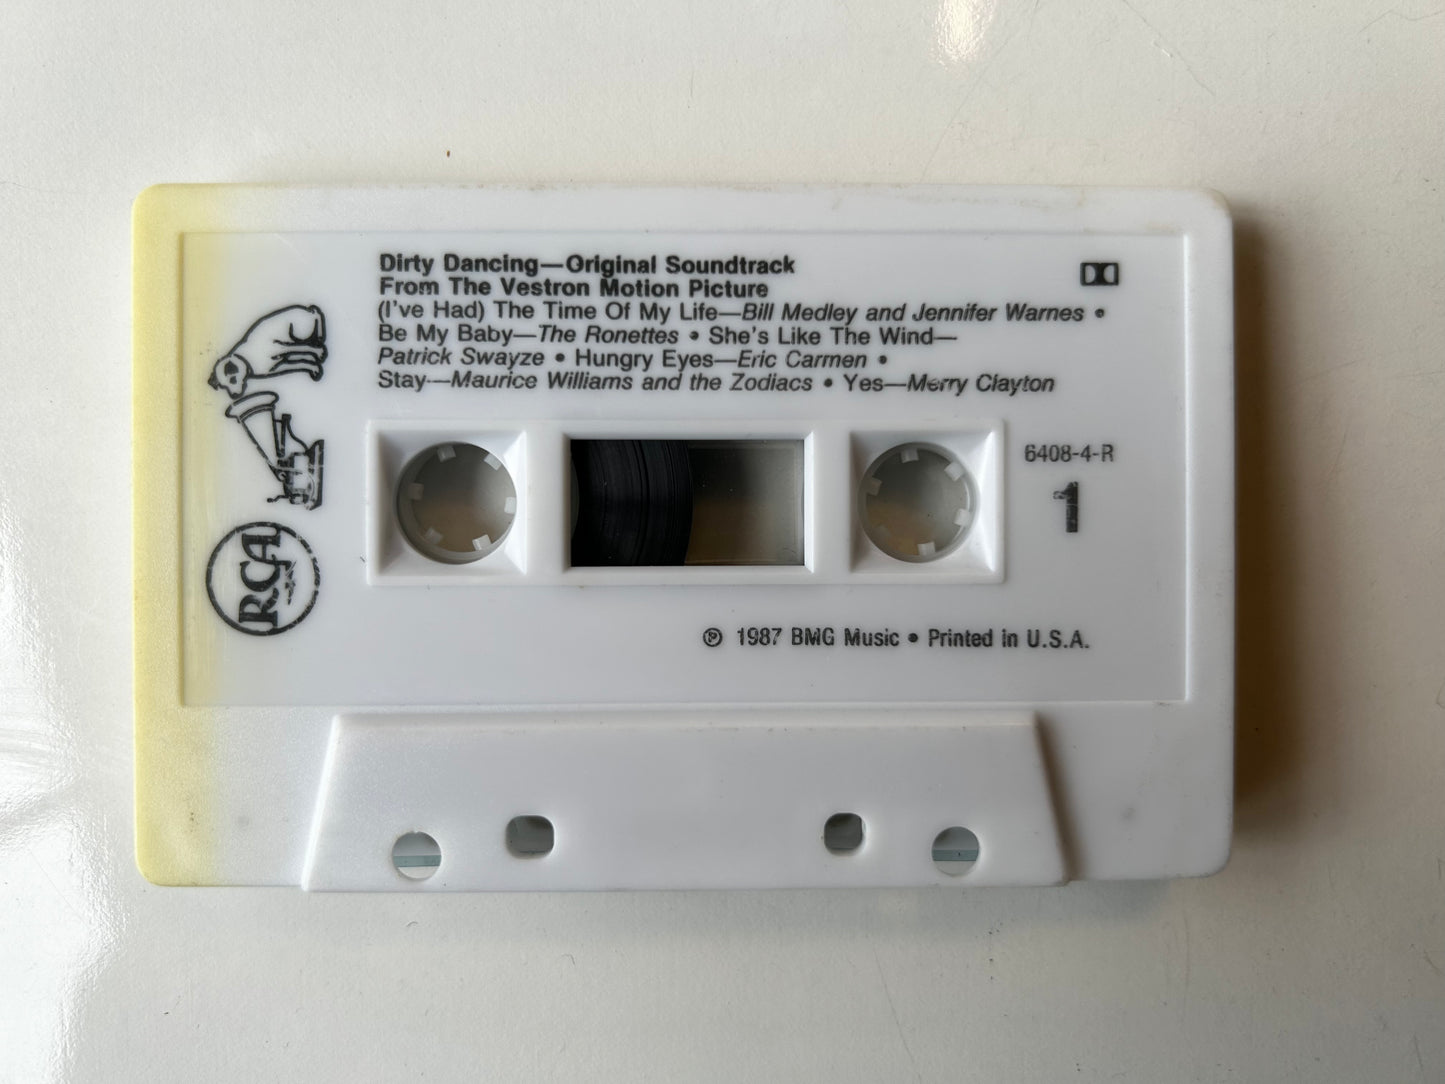 Dirty Dancing—Original Soundtrack
From The Vestron Motion Picture
(I've Had) The Time Of My Life—Bill Medley and Jennifer Warnes •
Be My Baby—The Ronettes • She's Like The Wind—
Patrick Swayze • Hungry Eyes—Eric Carmen •
Stay—Maurice Williams and the Zodiacs • Yes—Merry Clayton
6408-4-R
1
RCA
℗ 1987 BMG Music • Printed in U.S.A.